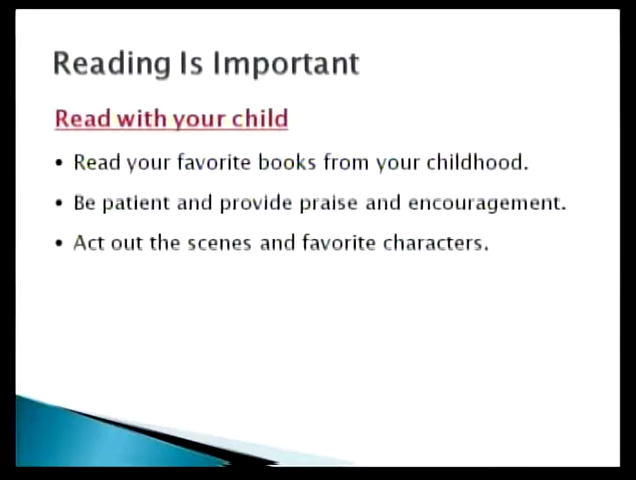 Reading Is Important
Read with your child
• Read your favorite books from your childhood.
• Be patient and provide praise and encouragement.
• Act out the scenes and favorite characters.